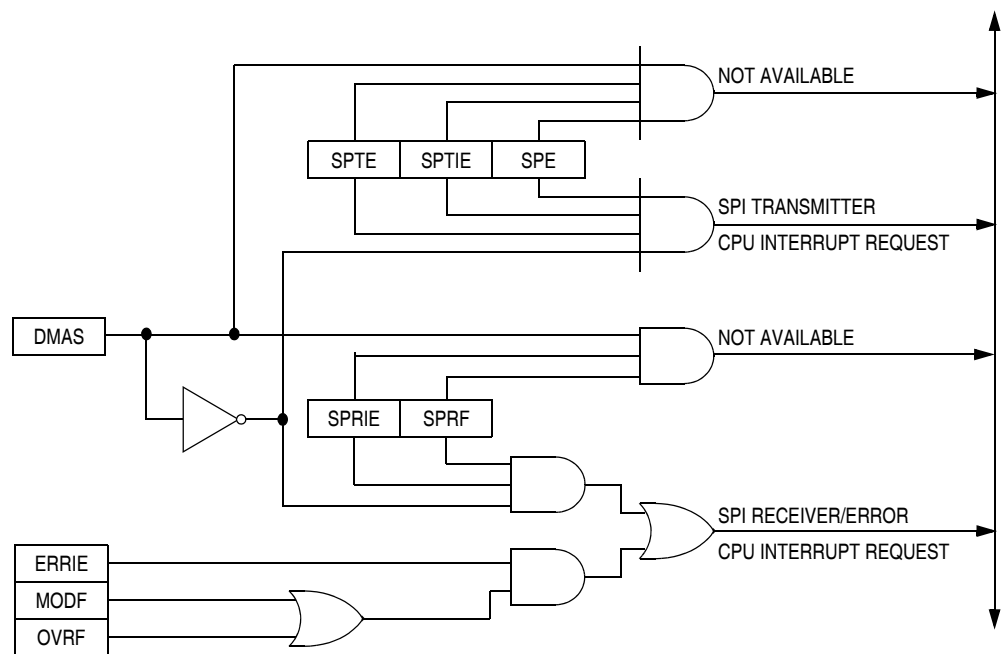 NOT AVAILABLE
SPTE SPTIE SPE
SPI TRANSMITTER
CPU INTERRUPT REQUEST
DMAS
NOT AVAILABLE
SPRIE SPRF
SPI RECEIVER/ERROR
CPU INTERRUPT REQUEST
ERRIE
MODF
OVRF